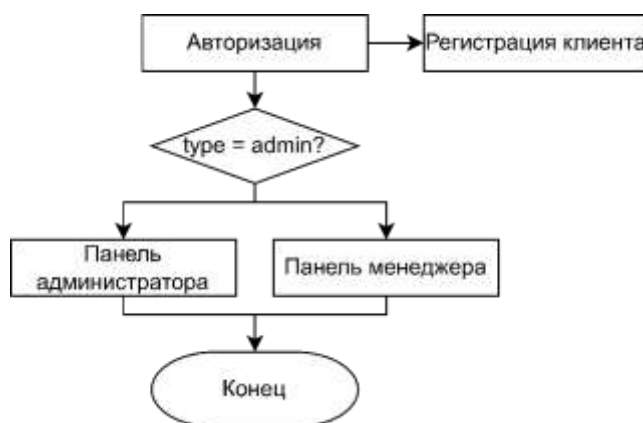 Авторизация
Регистрация клиента
type = admin?
Панель
администратора
Панель менеджера
Конец